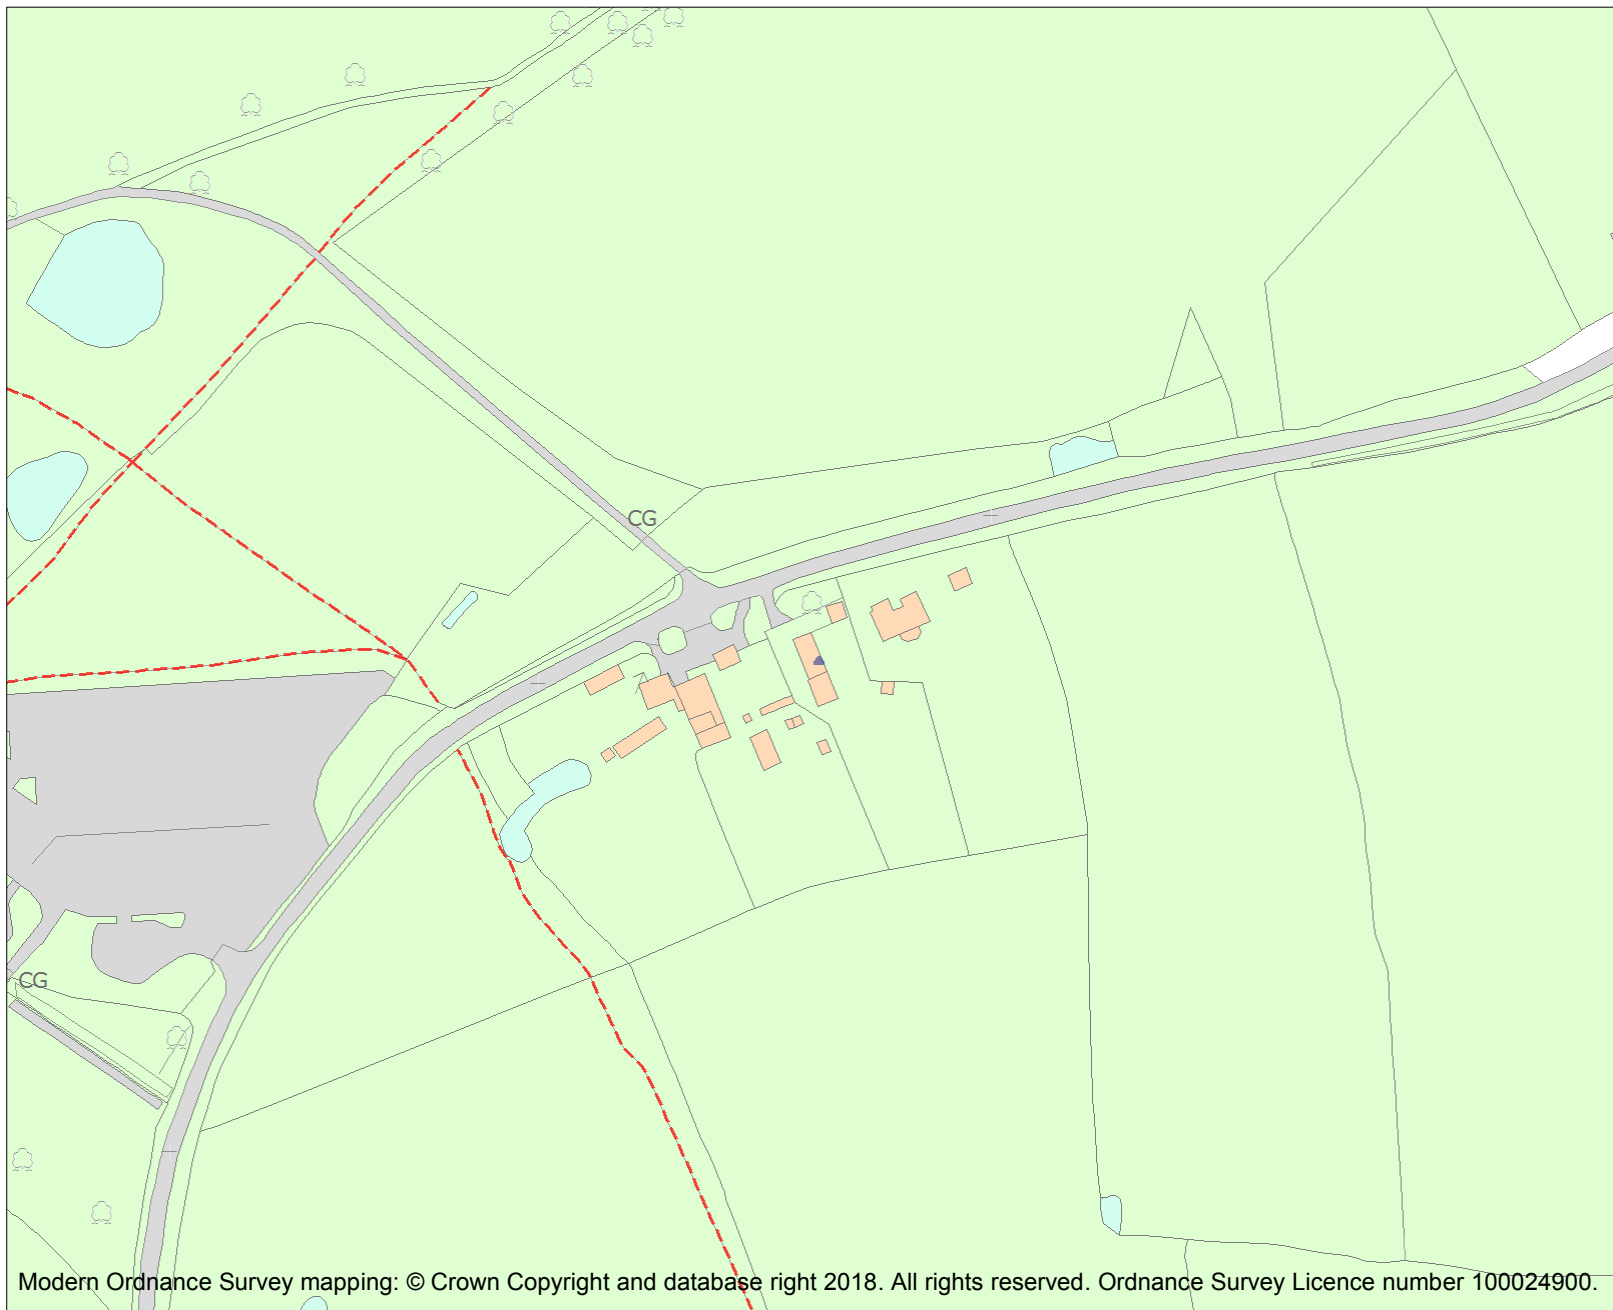 CG
CG
Modern Ordnance Survey mapping: © Crown Copyright and database right 2018. All rights reserved. Ordnance Survey Licence number 100024900.